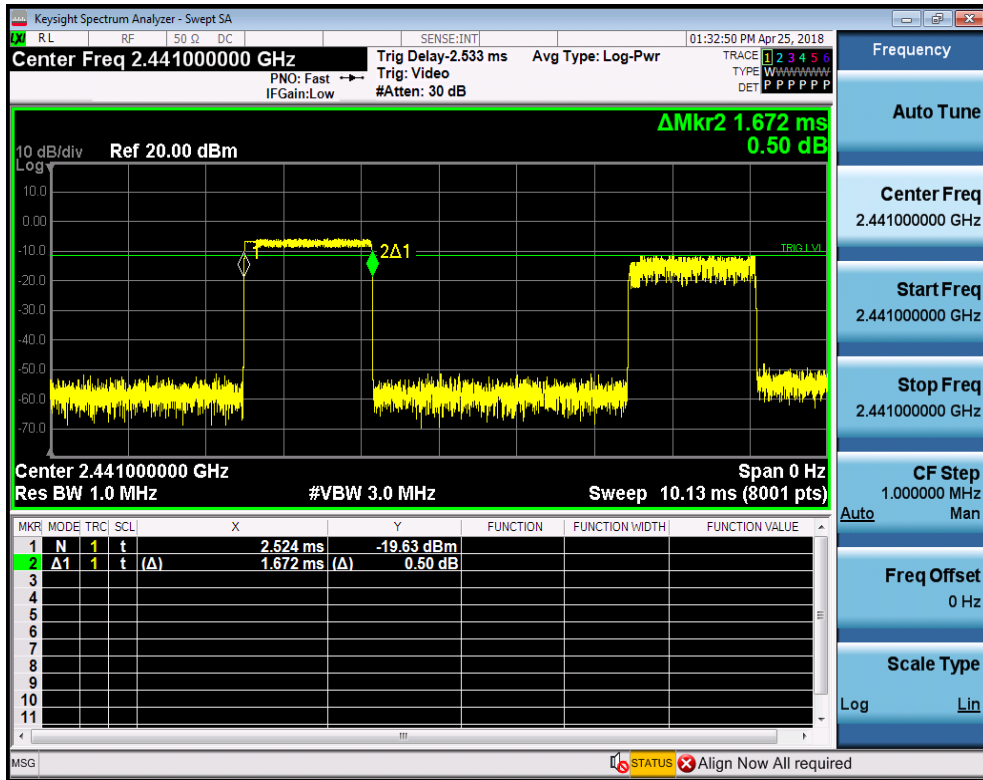 Keysight Spectrum Analyzer - Swept SA
LXI RL RF 50 Ω DC SENSE:INT 01:32:50 PM Apr 25, 2018
Center Freq 2.441000000 GHz
PNO: Fast
IFGain:Low
Trig Delay-2.533 ms
Trig: Video
#Atten: 30 dB
Avg Type: Log-Pwr
TRACE 1 2 3 4 5 6
TYPE WWWWWW
DET P P P P P P
ΔMkr2 1.672 ms
0.50 dB
10 dB/div Ref 20.00 dBm
Log
10.0
0.00
-10.0
-20.0
-30.0
-40.0
-50.0
-60.0
-70.0
1
2Δ1
TRIG LVL
Center 2.441000000 GHz Span 0 Hz
Res BW 1.0 MHz #VBW 3.0 MHz Sweep 10.13 ms (8001 pts)
MKR MODE TRC SCL X Y FUNCTION FUNCTION WIDTH FUNCTION VALUE
1 N 1 t 2.524 ms -19.63 dBm
2 Δ1 1 t (Δ) 1.672 ms (Δ) 0.50 dB
3
4
5
6
7
8
9
10
11
MSG STATUS Align Now All required
Frequency
Auto Tune
Center Freq
2.441000000 GHz
Start Freq
2.441000000 GHz
Stop Freq
2.441000000 GHz
CF Step
1.000000 MHz
Auto Man
Freq Offset
0 Hz
Scale Type
Log Lin